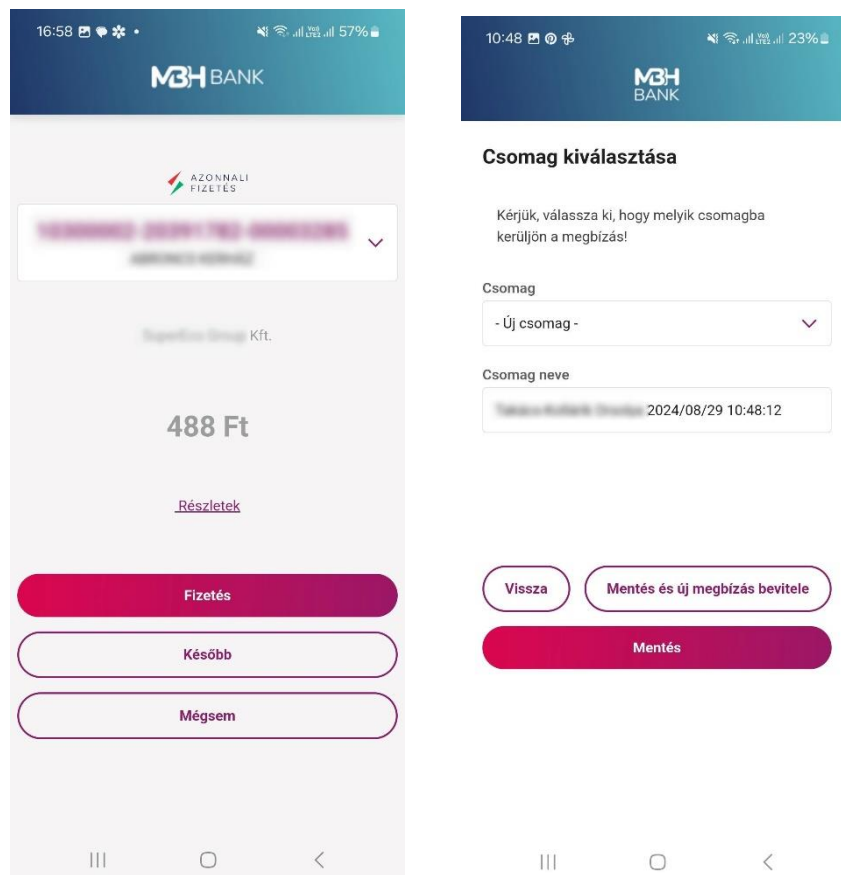 16:58
57%
MBH BANK
AZONNALI
FIZETÉS
Kft.
488 Ft
Részletek
Fizetés
Később
Mégsem
10:48
23%
MBH
BANK
Csomag kiválasztása
Kérjük, válassza ki, hogy melyik csomagba
kerüljön a megbízás!
Csomag
- Új csomag -
Csomag neve
2024/08/29 10:48:12
Vissza
Mentés és új megbízás bevitele
Mentés